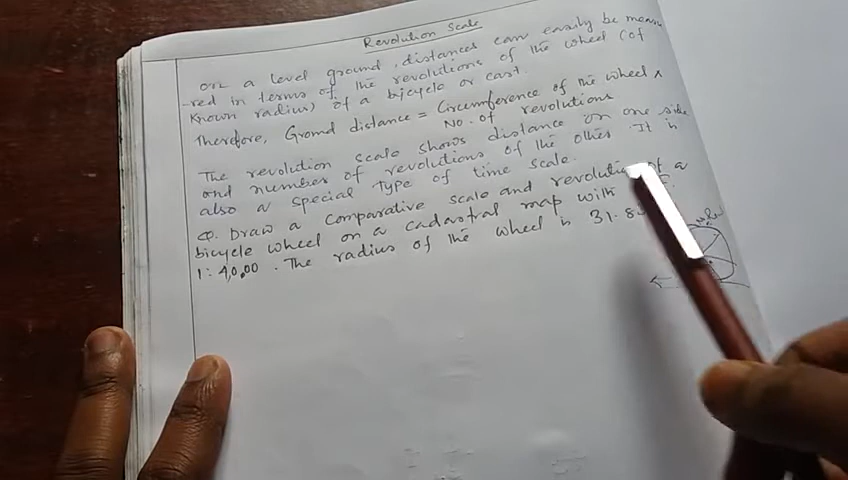 Revolution Scale
On a level ground, distances can easily be measu
-red in terms of the revolutions of the wheel (of
known radius) of a bicycle or cart.
Therefore, Ground distance = Circumference of the wheel x
No. of revolutions
The revolution scale shows distance on one side
and number of revolutions of the other. It is
also a special type of time scale.
Q. Draw a comparative scale and revolution of a
bicycle wheel on a cadastral map with
1: 40,00. The radius of the wheel is 31.8